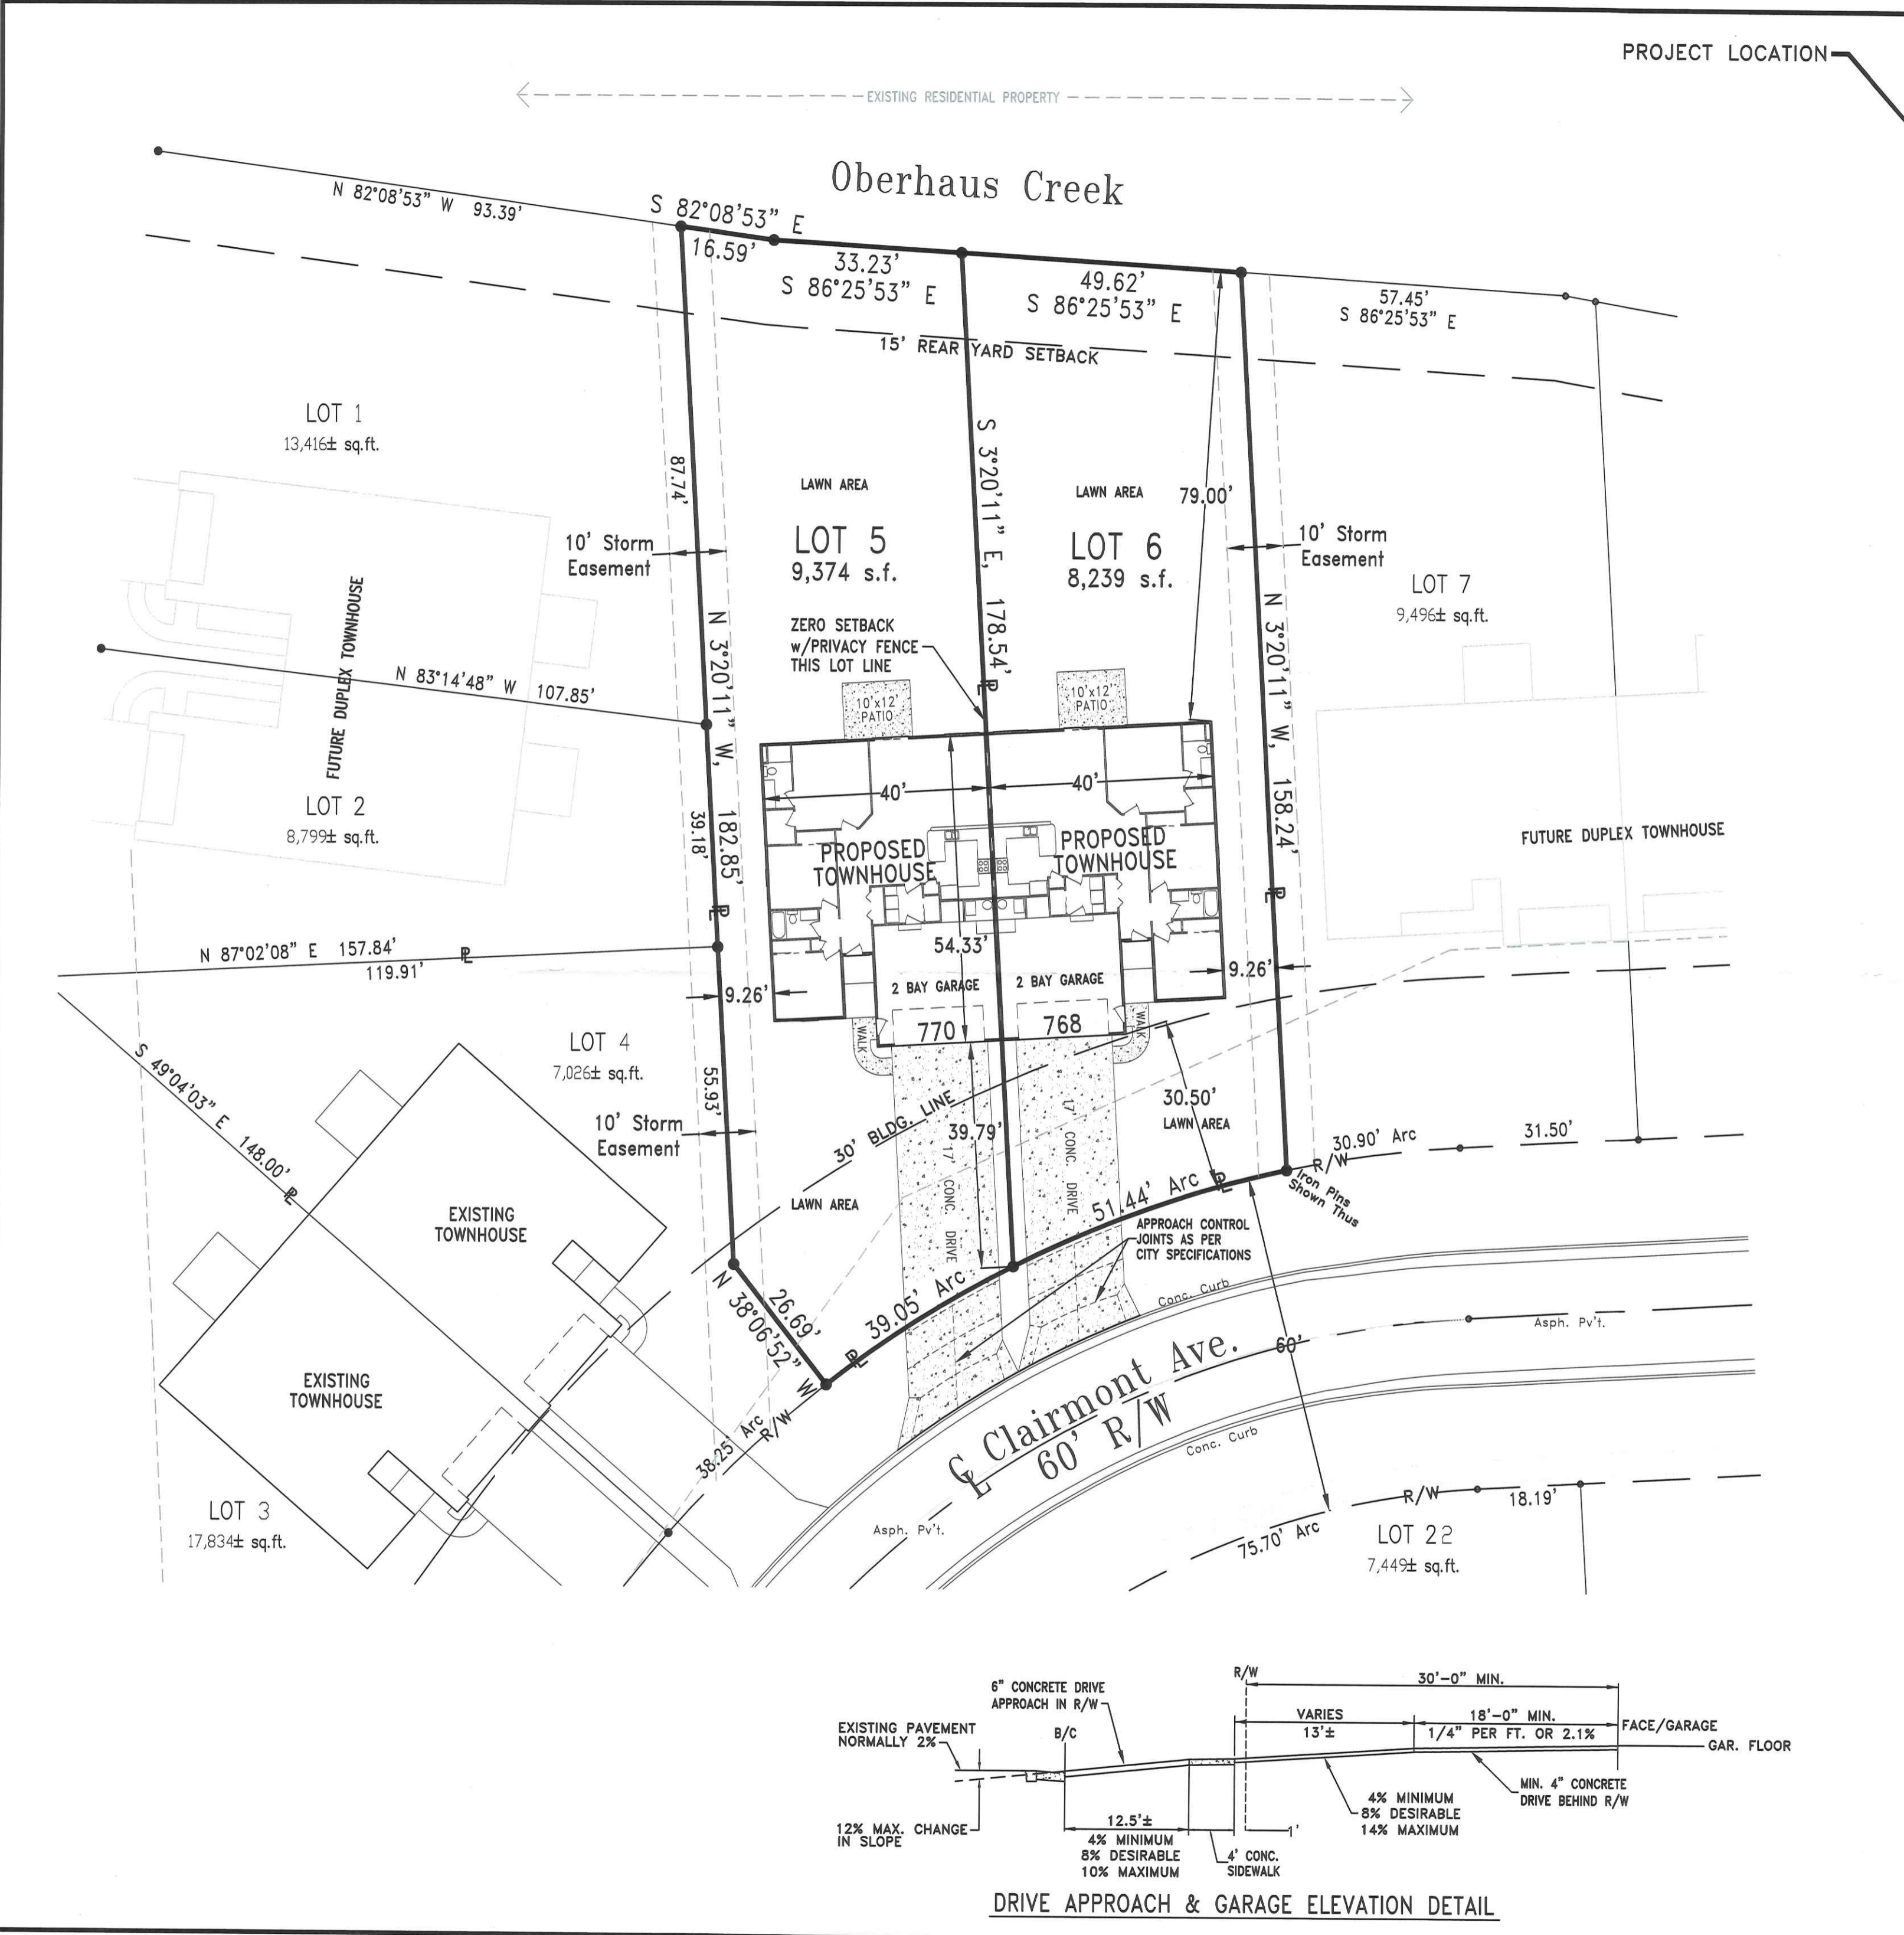 PROJECT LOCATION
EXISTING RESIDENTIAL PROPERTY
Oberhaus Creek
N 82°08'53" W 93.39'
S 82°08'53" E
16.59'
33.23'
S 86°25'53" E
49.62'
S 86°25'53" E
57.45'
S 86°25'53" E
15' REAR YARD SETBACK
LOT 1
13,416± sq.ft.
87.74'
LAWN AREA
LOT 5
9,374 s.f.
S 3°20'11" E, 178.54'
LAWN AREA
79.00'
LOT 6
8,239 s.f.
10' Storm
Easement
10' Storm
Easement
LOT 7
9,496± sq.ft.
N 3°20'11" W, 158.24'
ZERO SETBACK
w/PRIVACY FENCE
THIS LOT LINE
N 3°20'11" W, 182.85'
FUTURE DUPLEX TOWNHOUSE
N 83°14'48" W 107.85'
10'x12'
PATIO
10'x12'
PATIO
PL
LOT 2
8,799± sq.ft.
39.18'
40'
40'
PROPOSED
TOWNHOUSE
PROPOSED
TOWNHOUSE
FUTURE DUPLEX TOWNHOUSE
PL
PL
N 87°02'08" E 157.84'
PL
119.91'
54.33'
9.26'
9.26'
2 BAY GARAGE
2 BAY GARAGE
770
768
WALK
WALK
LOT 4
7,026± sq.ft.
S 49°04'03" E 148.00'
PL
55.93'
10' Storm
Easement
30' BLDG. LINE
39.79'
17' CONC. DRIVE
17' CONC. DRIVE
30.50'
LAWN AREA
LAWN AREA
30.90' Arc
R/W
31.50'
Iron Pins
Shown Thus
51.44' Arc
PL
APPROACH CONTROL
JOINTS AS PER
CITY SPECIFICATIONS
EXISTING
TOWNHOUSE
N 38°06'52" W
26.69'
39.05' Arc
PL
Conc. Curb
Asph. Pv't.
60'
EXISTING
TOWNHOUSE
38.25' Arc
R/W
CL Clairmont Ave.
60' R/W
Conc. Curb
Asph. Pv't.
LOT 3
17,834± sq.ft.
R/W
18.19'
75.70' Arc
LOT 22
7,449± sq.ft.
R/W
30'-0" MIN.
6" CONCRETE DRIVE
APPROACH IN R/W
VARIES
13'±
18'-0" MIN.
1/4" PER FT. OR 2.1%
FACE/GARAGE
GAR. FLOOR
EXISTING PAVEMENT
NORMALLY 2%
B/C
MIN. 4" CONCRETE
DRIVE BEHIND R/W
4% MINIMUM
8% DESIRABLE
14% MAXIMUM
12% MAX. CHANGE
IN SLOPE
12.5'±
4% MINIMUM
8% DESIRABLE
10% MAXIMUM
4' CONC.
SIDEWALK
1'
DRIVE APPROACH & GARAGE ELEVATION DETAIL